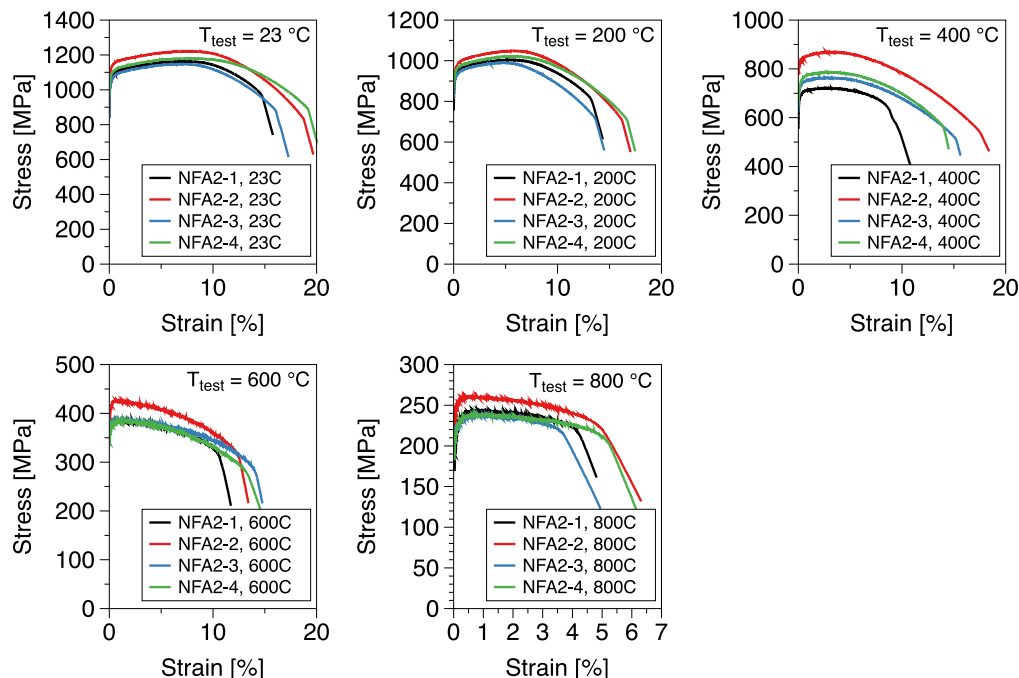 T_test = 23 °C
Stress [MPa]
1400
1200
1000
800
600
400
200
0
NFA2-1, 23C
NFA2-2, 23C
NFA2-3, 23C
NFA2-4, 23C
0 10 20
Strain [%]
T_test = 200 °C
Stress [MPa]
1200
1000
800
600
400
200
0
NFA2-1, 200C
NFA2-2, 200C
NFA2-3, 200C
NFA2-4, 200C
0 10 20
Strain [%]
T_test = 400 °C
Stress [MPa]
1000
800
600
400
200
0
NFA2-1, 400C
NFA2-2, 400C
NFA2-3, 400C
NFA2-4, 400C
0 10 20
Strain [%]
T_test = 600 °C
Stress [MPa]
500
400
300
200
100
0
NFA2-1, 600C
NFA2-2, 600C
NFA2-3, 600C
NFA2-4, 600C
0 10 20
Strain [%]
T_test = 800 °C
Stress [MPa]
300
250
200
150
100
50
0
NFA2-1, 800C
NFA2-2, 800C
NFA2-3, 800C
NFA2-4, 800C
0 1 2 3 4 5 6 7
Strain [%]